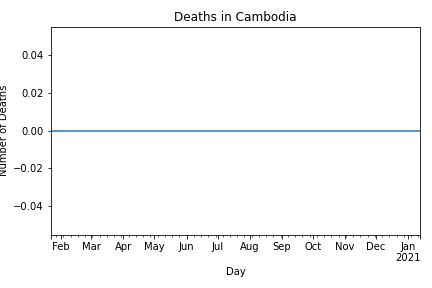 Deaths in Cambodia
Number of Deaths
0.04
0.02
0.00
−0.02
−0.04
Feb Mar Apr May Jun Jul Aug Sep Oct Nov Dec Jan
2021
Day